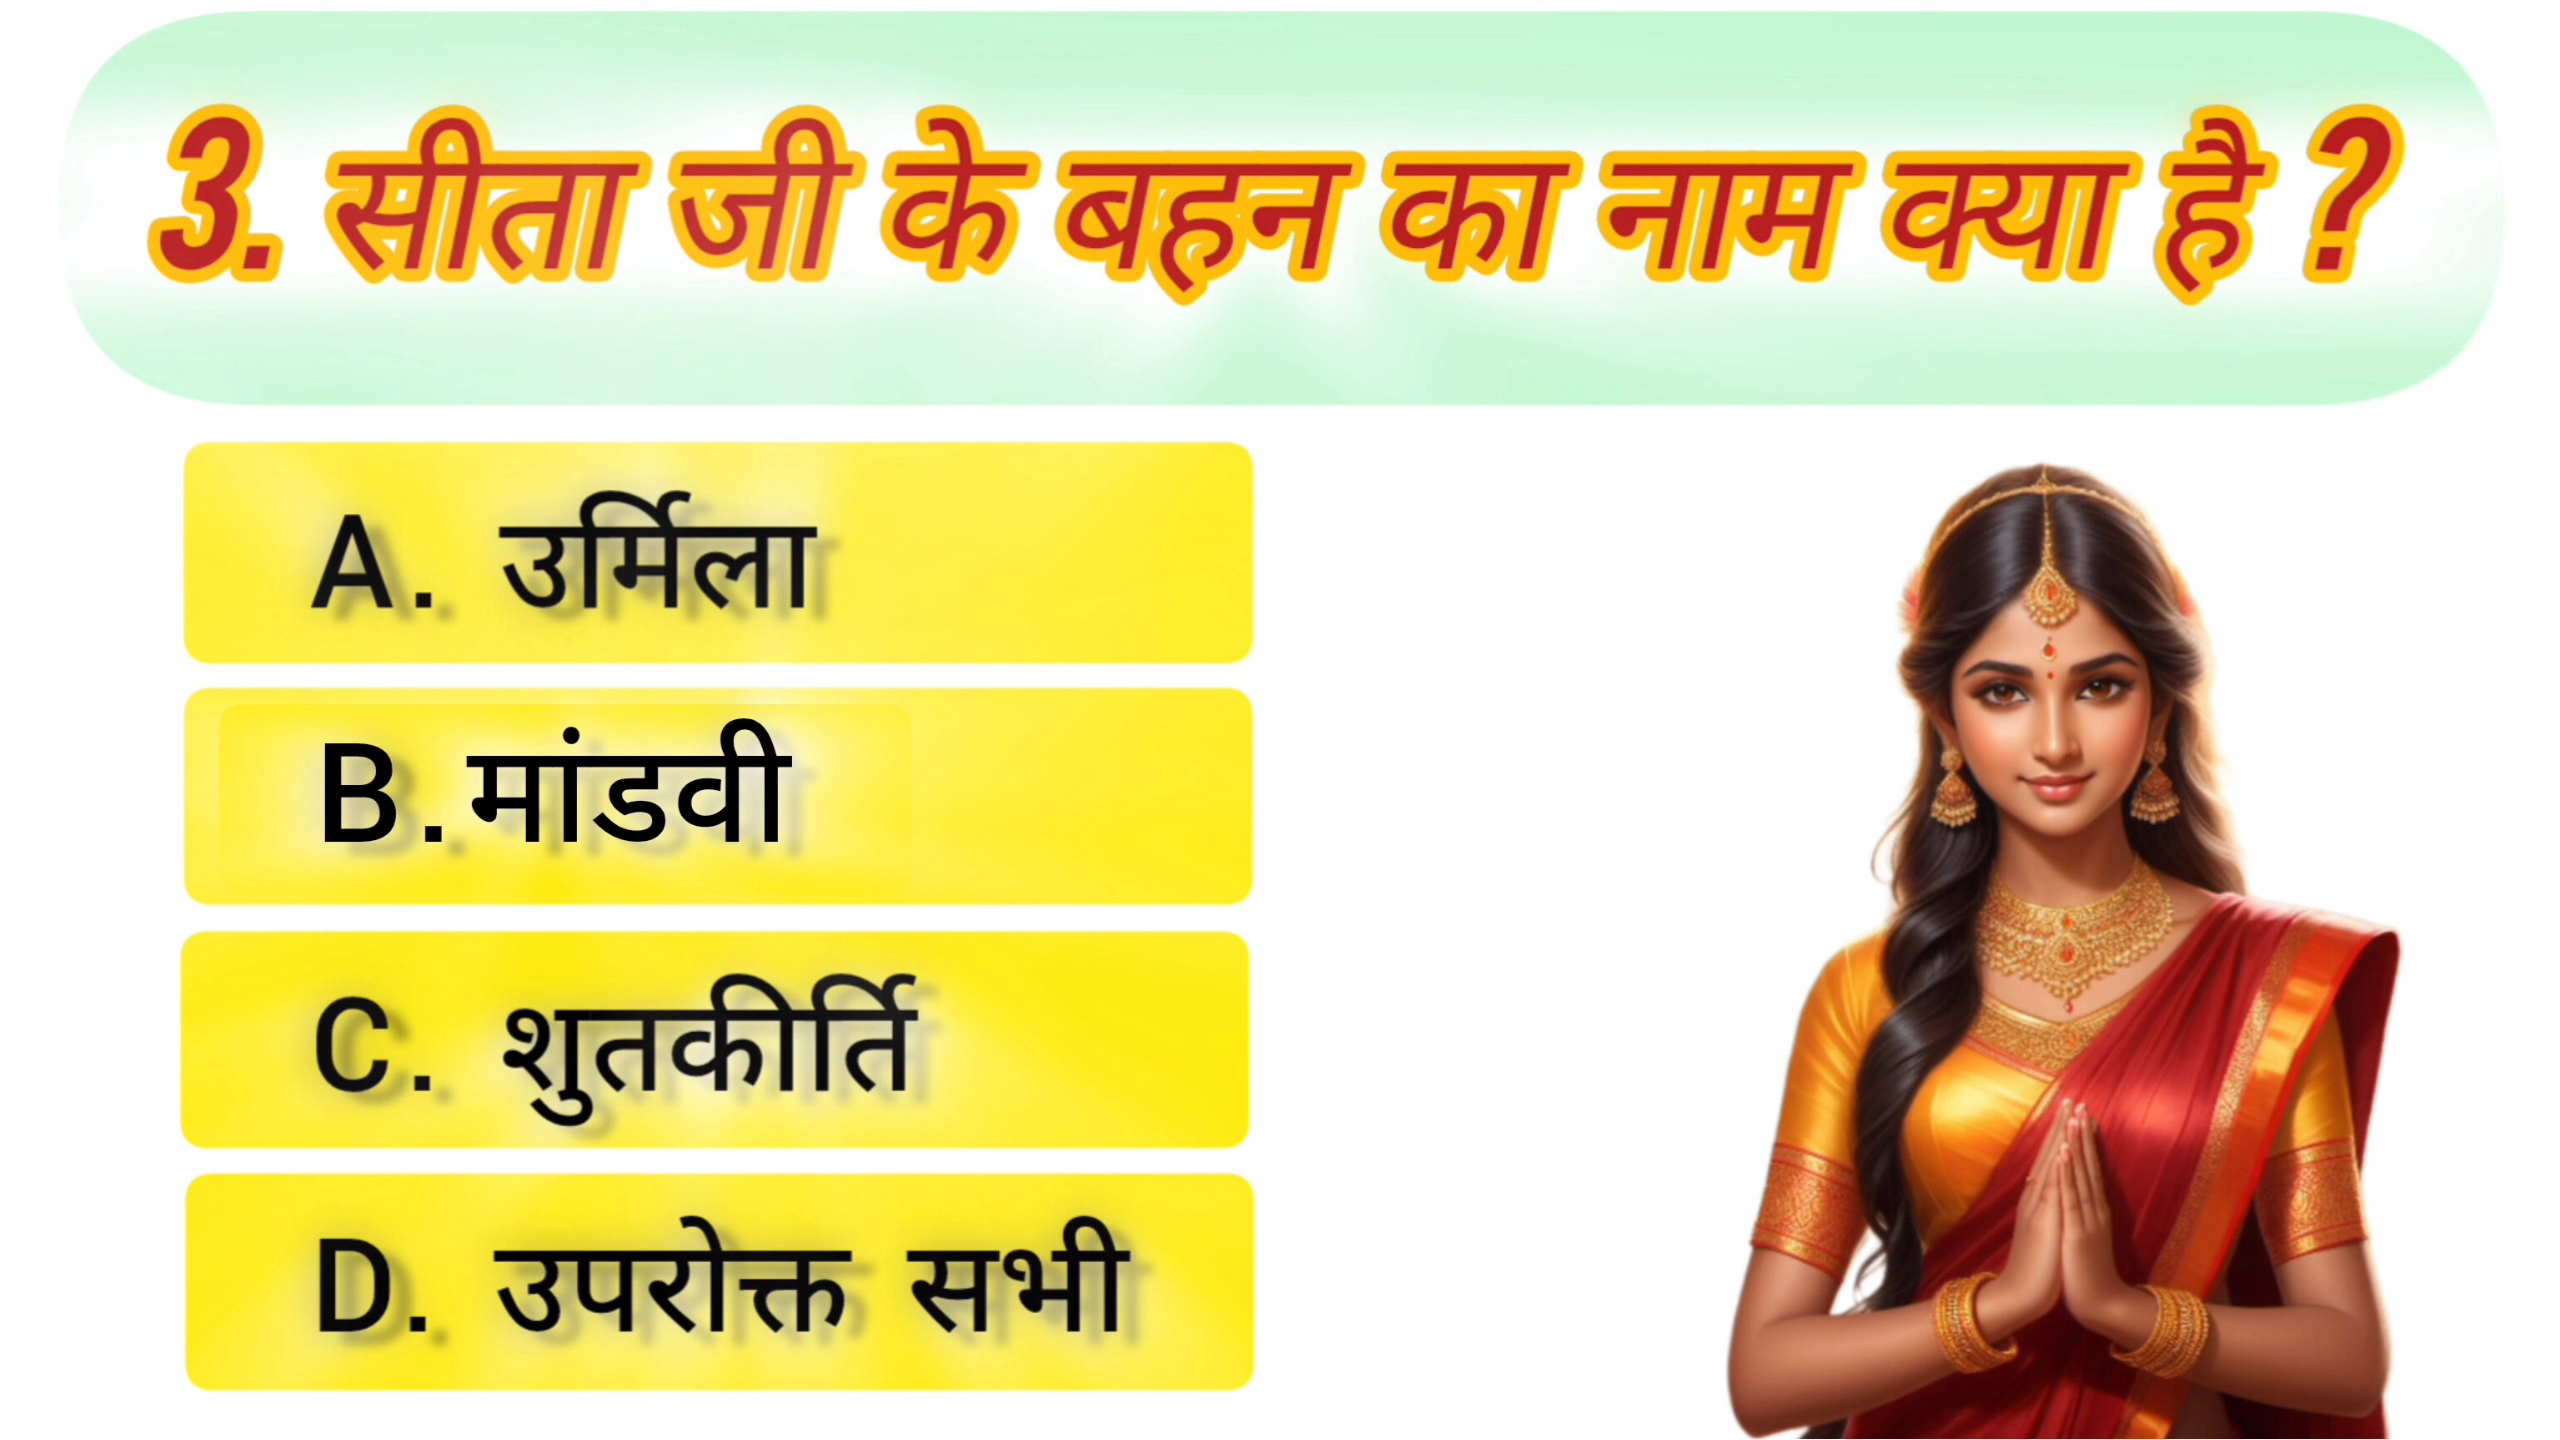 3. सीता जी के बहन का नाम क्या है ?
A. उर्मिला
B. मांडवी
C. शुतकीर्ति
D. उपरोक्त सभी